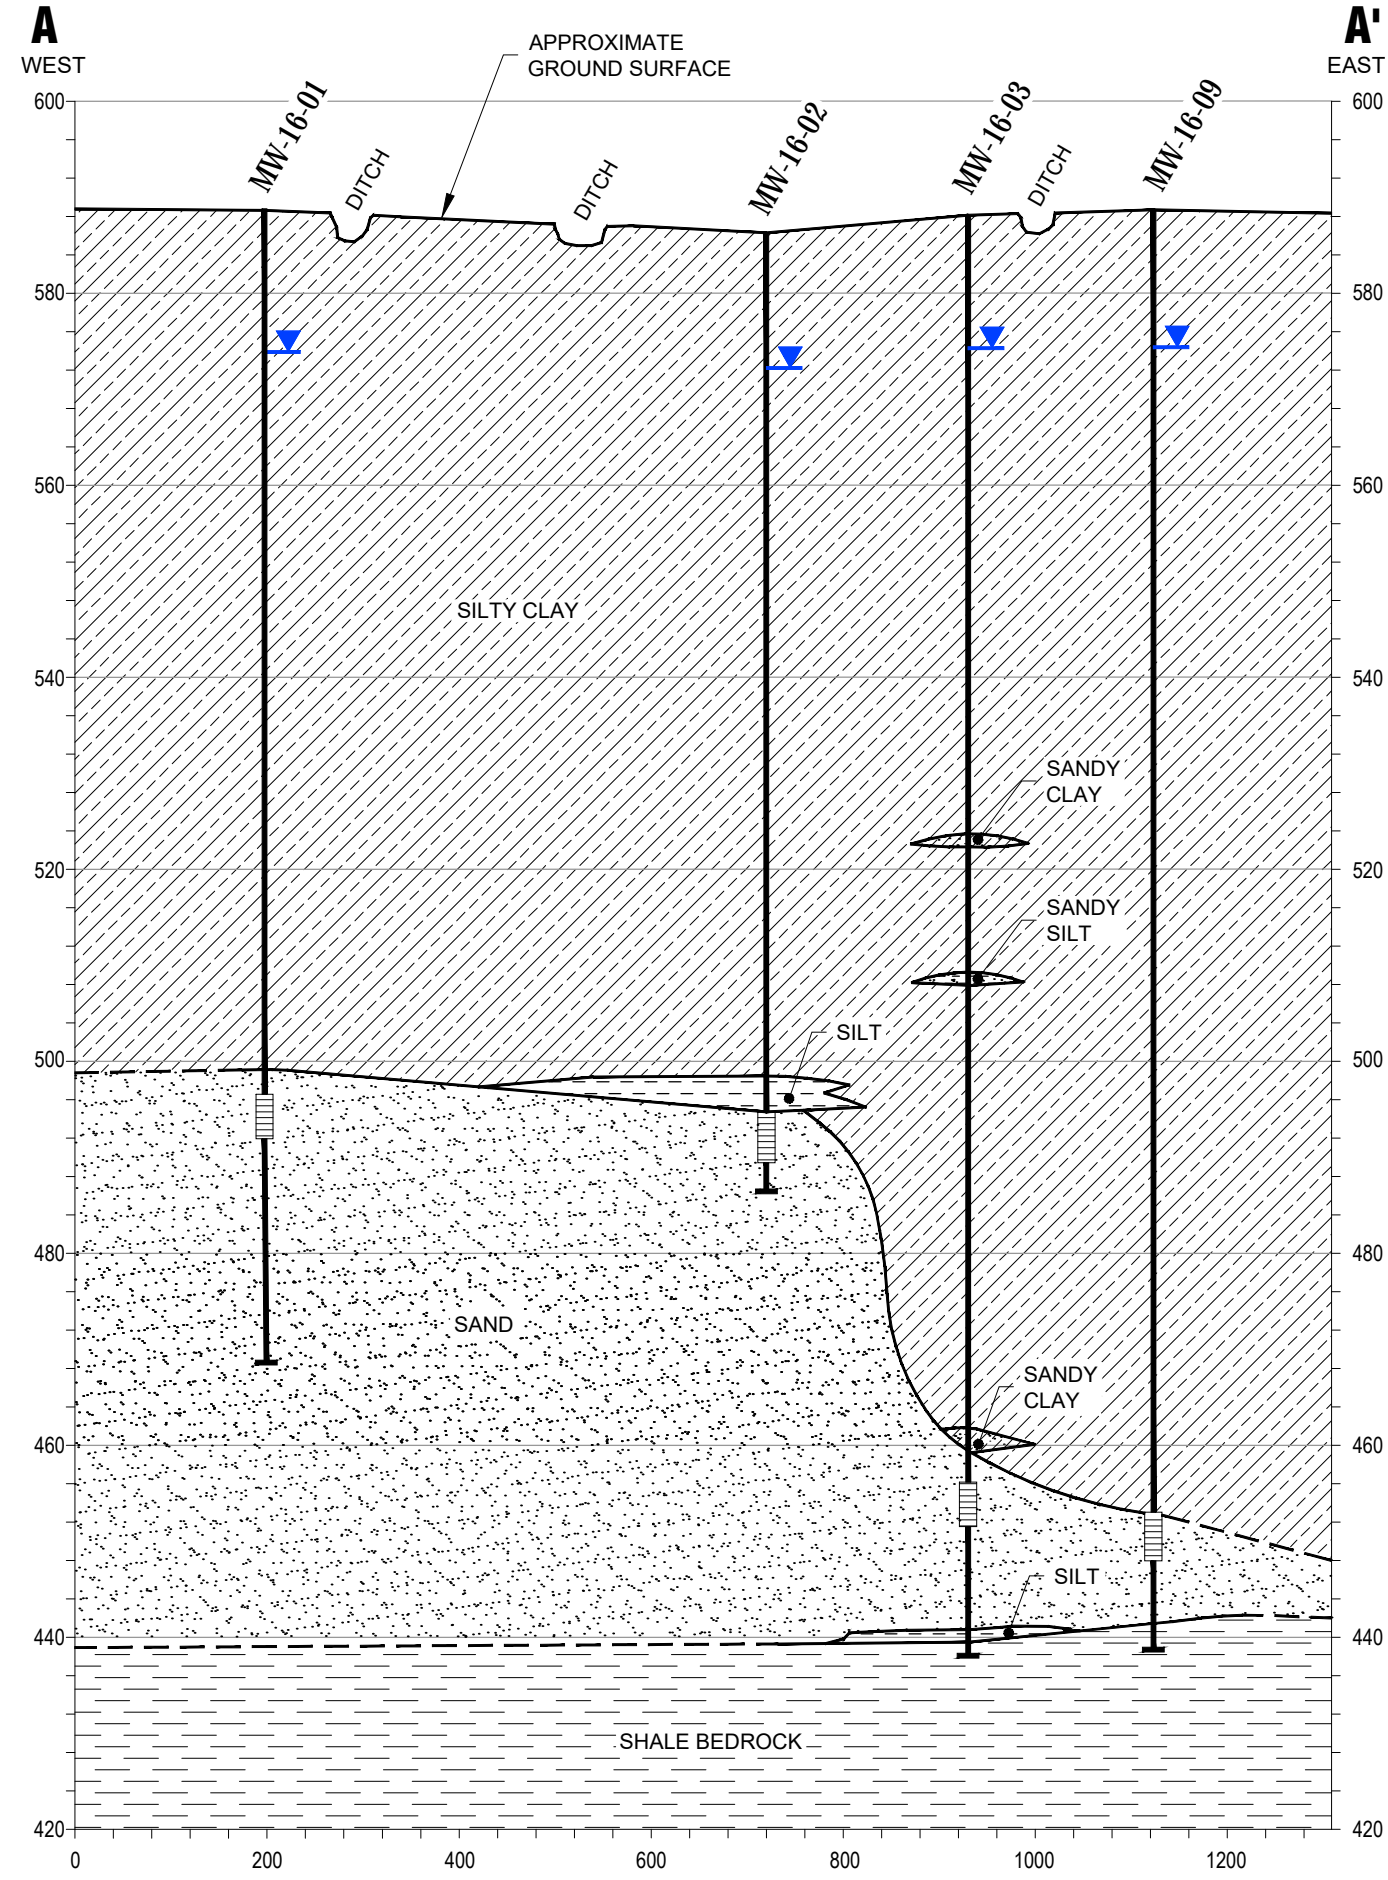 A
A'
WEST
EAST
APPROXIMATE
GROUND SURFACE
MW-16-01
DITCH
DITCH
MW-16-02
MW-16-03
DITCH
MW-16-09
600
600
580
580
560
560
SILTY CLAY
540
540
SANDY
CLAY
520
520
SANDY
SILT
SILT
500
500
480
480
SAND
SANDY
CLAY
460
460
SILT
440
440
SHALE BEDROCK
420
420
0
200
400
600
800
1000
1200